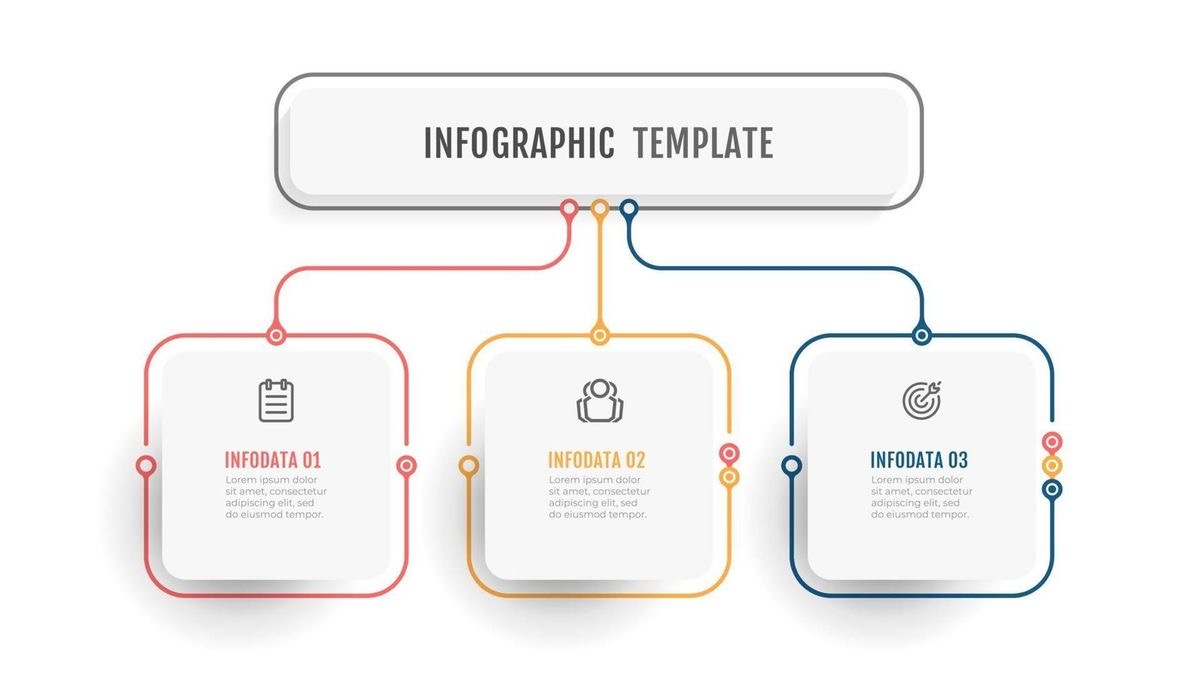 INFOGRAPHIC TEMPLATE
INFODATA 01
Lorem ipsum dolor
sit amet, consectetur
adipiscing elit, sed
do eiusmod tempor.
INFODATA 02
Lorem ipsum dolor
sit amet, consectetur
adipiscing elit, sed
do eiusmod tempor.
INFODATA 03
Lorem ipsum dolor
sit amet, consectetur
adipiscing elit, sed
do eiusmod tempor.